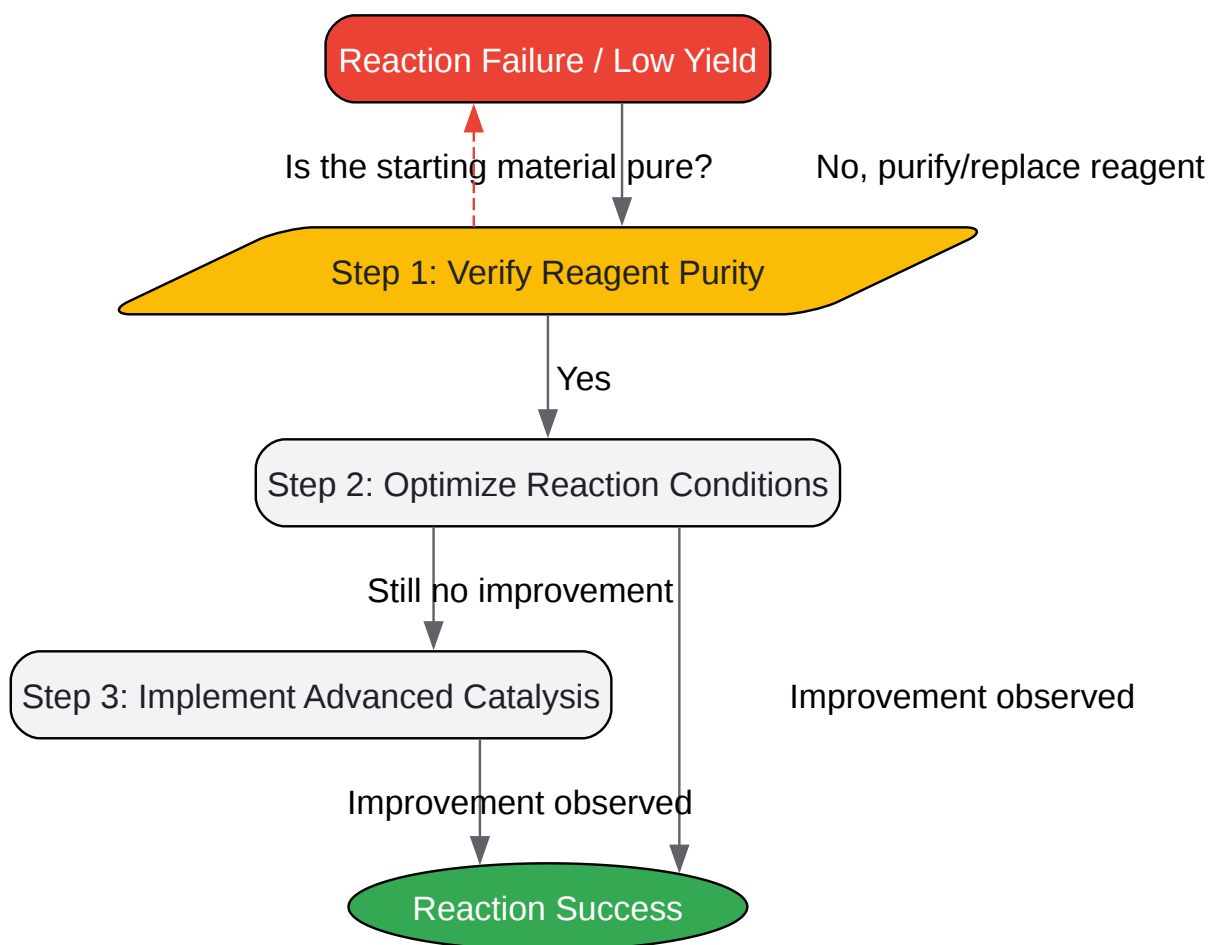 Reaction Failure / Low Yield
Is the starting material pure?
No, purify/replace reagent
Step 1: Verify Reagent Purity
Yes
Step 2: Optimize Reaction Conditions
Still no improvement
Step 3: Implement Advanced Catalysis
Improvement observed
Improvement observed
Reaction Success